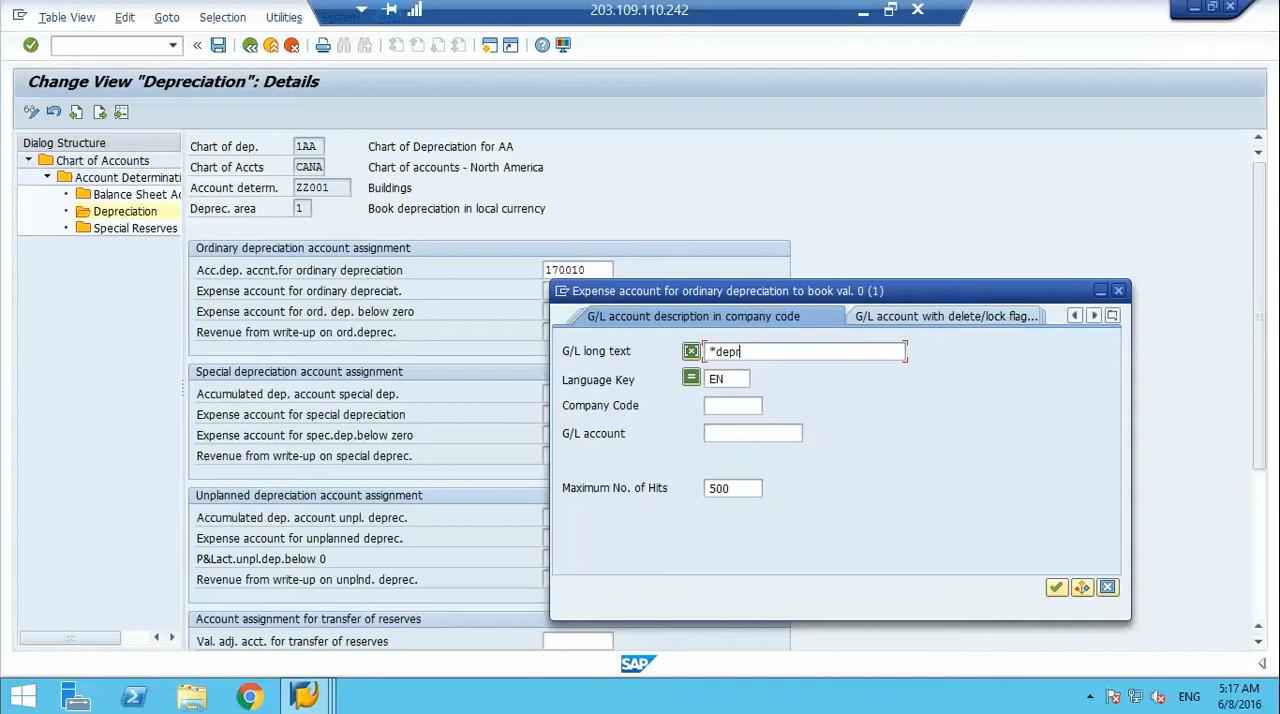 Table View Edit Goto Selection Utilities System Help
203.109.110.242
Change View "Depreciation": Details
Dialog Structure
Chart of Accounts
Account Determinati
Balance Sheet Ac
Depreciation
Special Reserves
Chart of dep. 1AA Chart of Depreciation for AA
Chart of Accts CANA Chart of accounts - North America
Account determ. ZZ001 Buildings
Deprec. area 1 Book depreciation in local currency
Ordinary depreciation account assignment
Acc.dep. accnt.for ordinary depreciation 170010
Expense account for ordinary depreciat.
Expense account for ord. dep. below zero
Revenue from write-up on ord.deprec.
Special depreciation account assignment
Accumulated dep. account special dep.
Expense account for special depreciation
Expense account for spec.dep.below zero
Revenue from write-up on special deprec.
Unplanned depreciation account assignment
Accumulated dep. account unpl. deprec.
Expense account for unplanned deprec.
P&Lact.unpl.dep.below 0
Revenue from write-up on unplnd. deprec.
Account assignment for transfer of reserves
Val. adj. acct. for transfer of reserves
Expense account for ordinary depreciation to book val. 0 (1)
G/L account description in company code G/L account with delete/lock flag...
G/L long text *depr
Language Key EN
Company Code
G/L account
Maximum No. of Hits 500
SAP
ENG
5:17 AM
6/8/2016